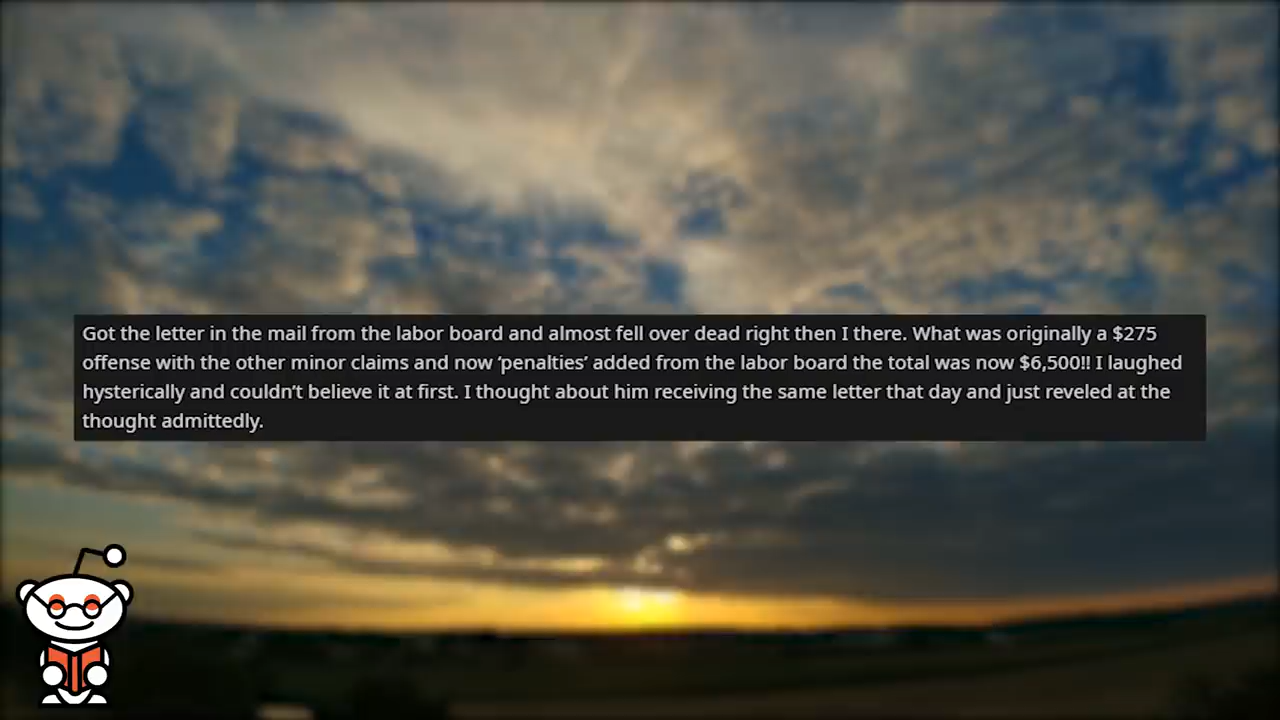 Got the letter in the mail from the labor board and almost fell over dead right then I there. What was originally a $275
offense with the other minor claims and now ‘penalties’ added from the labor board the total was now $6,500!! I laughed
hysterically and couldn’t believe it at first. I thought about him receiving the same letter that day and just reveled at the
thought admittedly.